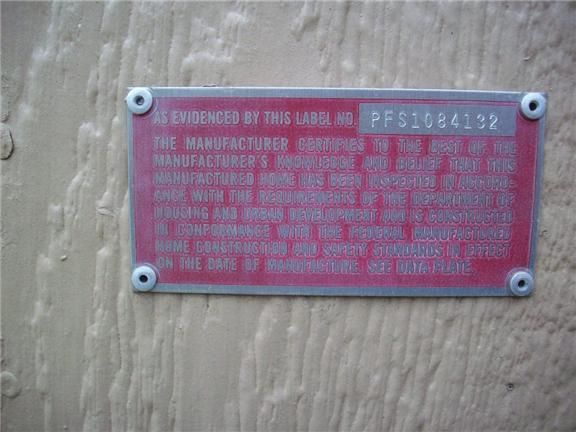 AS EVIDENCED BY THIS LABEL NO. PFS1084132
THE MANUFACTURER CERTIFIES TO THE BEST OF THE
MANUFACTURER'S KNOWLEDGE AND BELIEF THAT THIS
MANUFACTURED HOME HAS BEEN INSPECTED IN ACCORD-
ANCE WITH THE REQUIREMENTS OF THE DEPARTMENT OF
HOUSING AND URBAN DEVELOPMENT AND IS CONSTRUCTED
IN CONFORMANCE WITH THE FEDERAL MANUFACTURED
HOME CONSTRUCTION AND SAFETY STANDARDS IN EFFECT
ON THE DATE OF MANUFACTURE. SEE DATA PLATE.